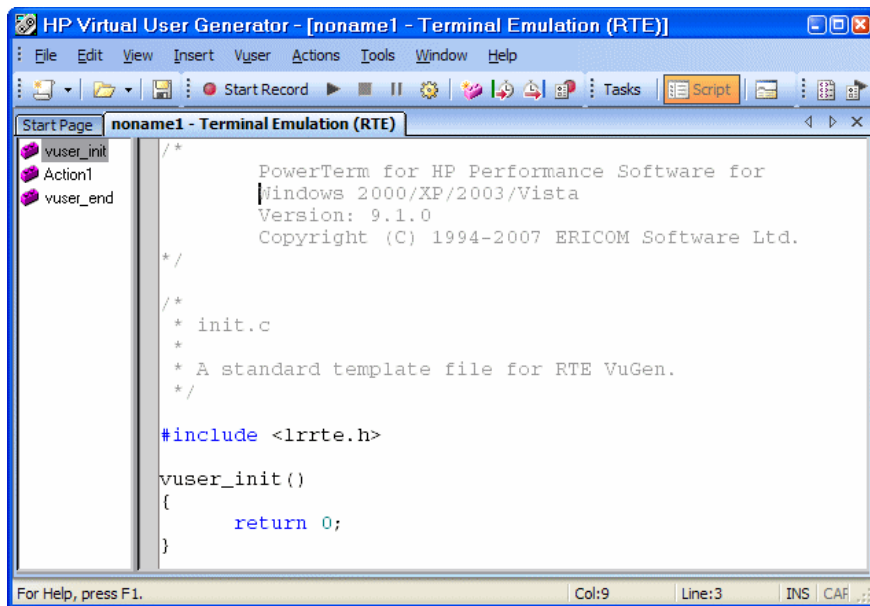 HP Virtual User Generator - [noname1 - Terminal Emulation (RTE)]
File Edit View Insert Vuser Actions Tools Window Help
Start Record Tasks Script
Start Page noname1 - Terminal Emulation (RTE)
vuser_init
Action1
vuser_end
/*
PowerTerm for HP Performance Software for
Windows 2000/XP/2003/Vista
Version: 9.1.0
Copyright (C) 1994-2007 ERICOM Software Ltd.
*/
/*
* init.c
*
* A standard template file for RTE VuGen.
*/
#include <lrrte.h>
vuser_init()
{
return 0;
}
For Help, press F1. Col:9 Line:3 INS CAP